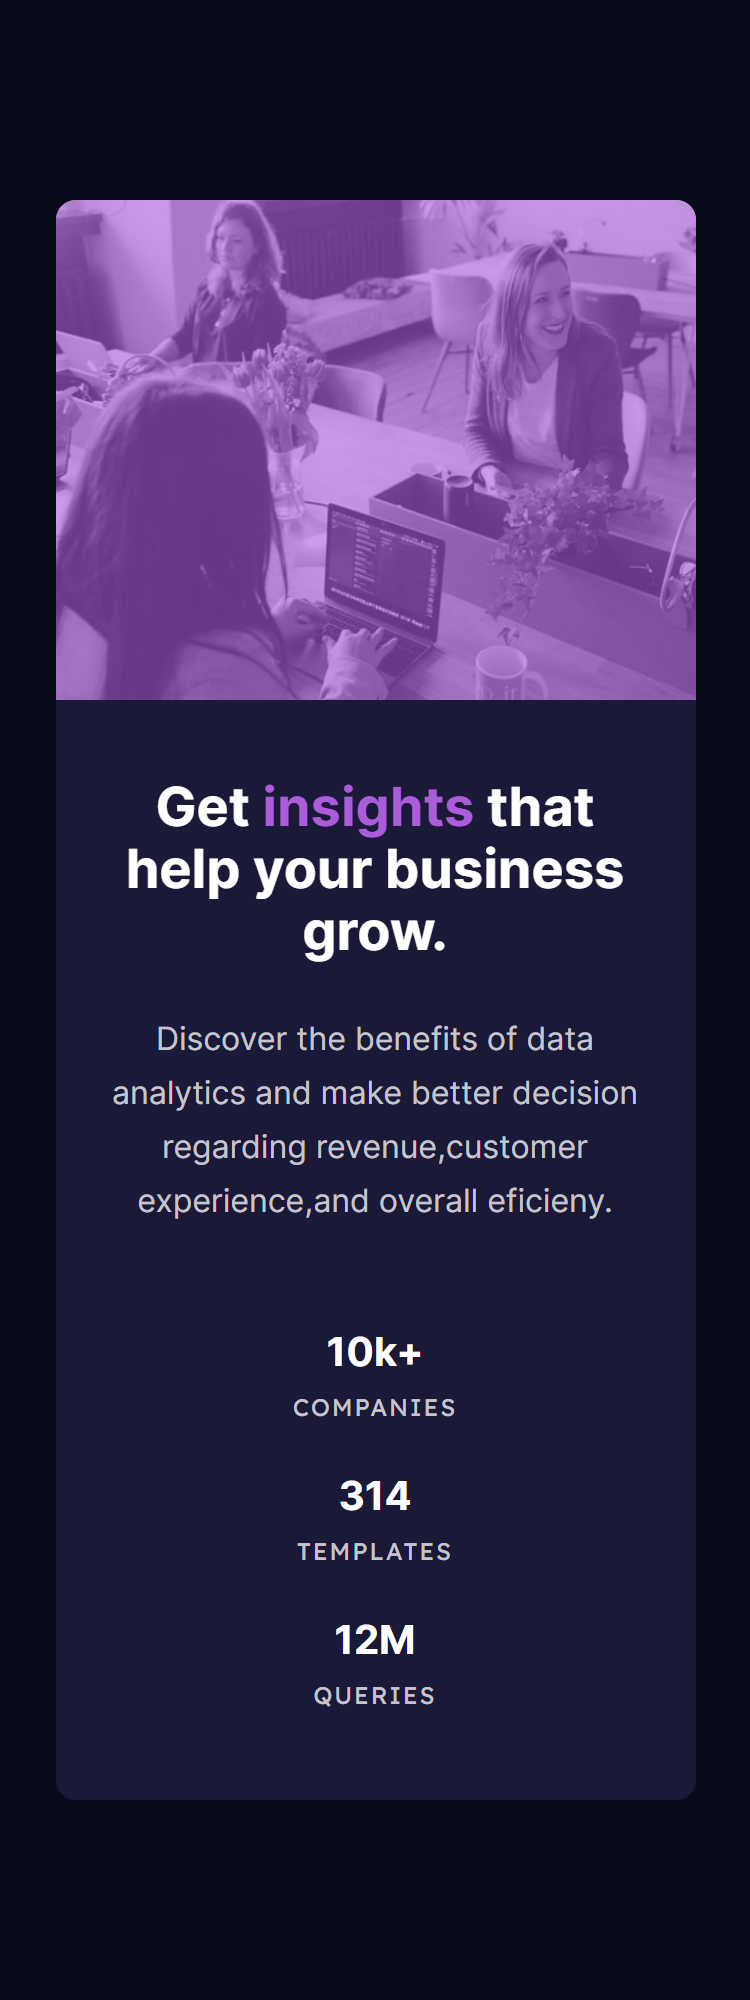 Get insights that
help your business
grow.
Discover the benefits of data
analytics and make better decision
regarding revenue,customer
experience,and overall eficieny.
10k+
COMPANIES
314
TEMPLATES
12M
QUERIES